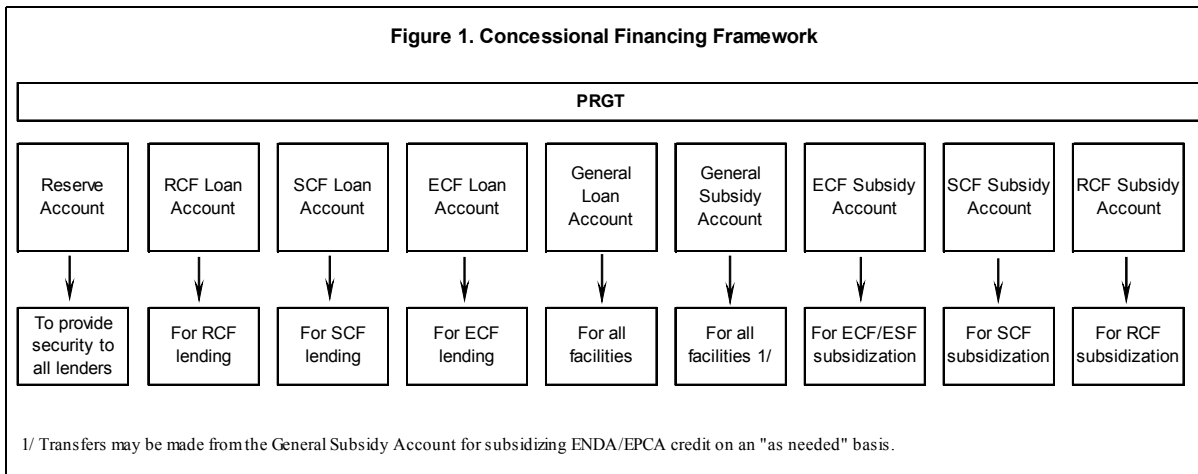 Figure 1. Concessional Financing Framework
PRGT
Reserve
Account
RCF Loan
Account
SCF Loan
Account
ECF Loan
Account
General
Loan
Account
General
Subsidy
Account
ECF Subsidy
Account
SCF Subsidy
Account
RCF Subsidy
Account
To provide
security to
all lenders
For RCF
lending
For SCF
lending
For ECF
lending
For all
facilities
For all
facilities 1/
For ECF/ESF
subsidization
For SCF
subsidization
For RCF
subsidization
1/ Transfers may be made from the General Subsidy Account for subsidizing ENDA/EPCA credit on an "as needed" basis.